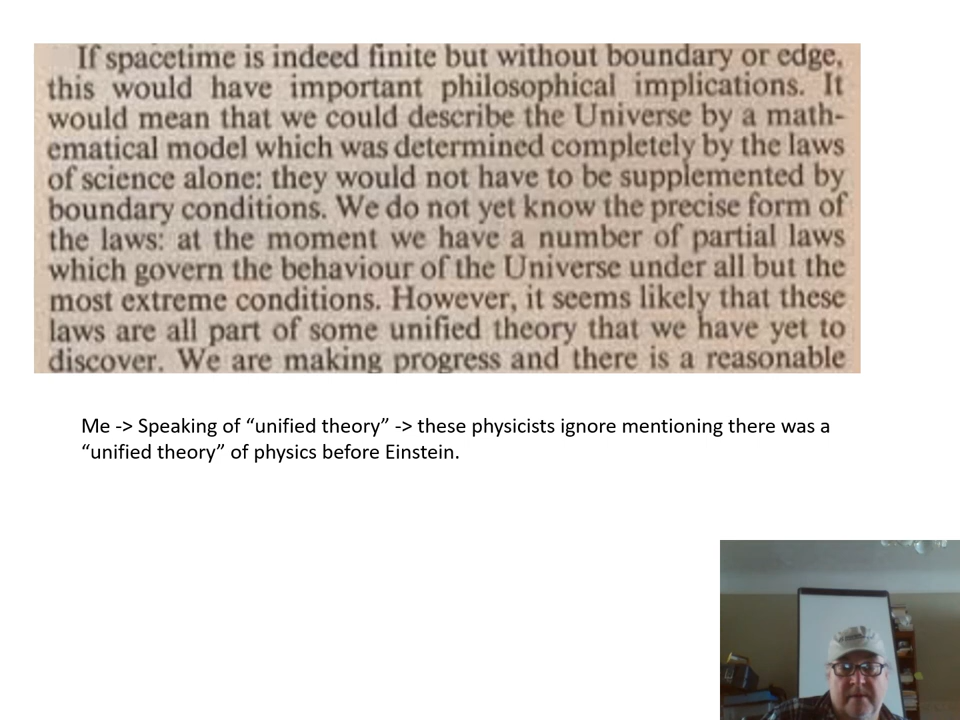 If spacetime is indeed finite but without boundary or edge,
this would have important philosophical implications. It
would mean that we could describe the Universe by a math-
ematical model which was determined completely by the laws
of science alone: they would not have to be supplemented by
boundary conditions. We do not yet know the precise form of
the laws: at the moment we have a number of partial laws
which govern the behaviour of the Universe under all but the
most extreme conditions. However, it seems likely that these
laws are all part of some unified theory that we have yet to
discover. We are making progress and there is a reasonable
Me -> Speaking of “unified theory” -> these physicists ignore mentioning there was a
“unified theory” of physics before Einstein.